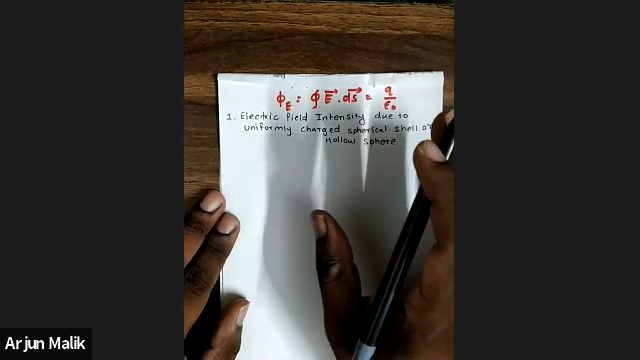 ϕE = ∮ E⃗ . ds⃗ = q/ε₀
1. Electric Field Intensity due to
uniformly charged spherical shell or
Hollow sphere
Arjun Malik